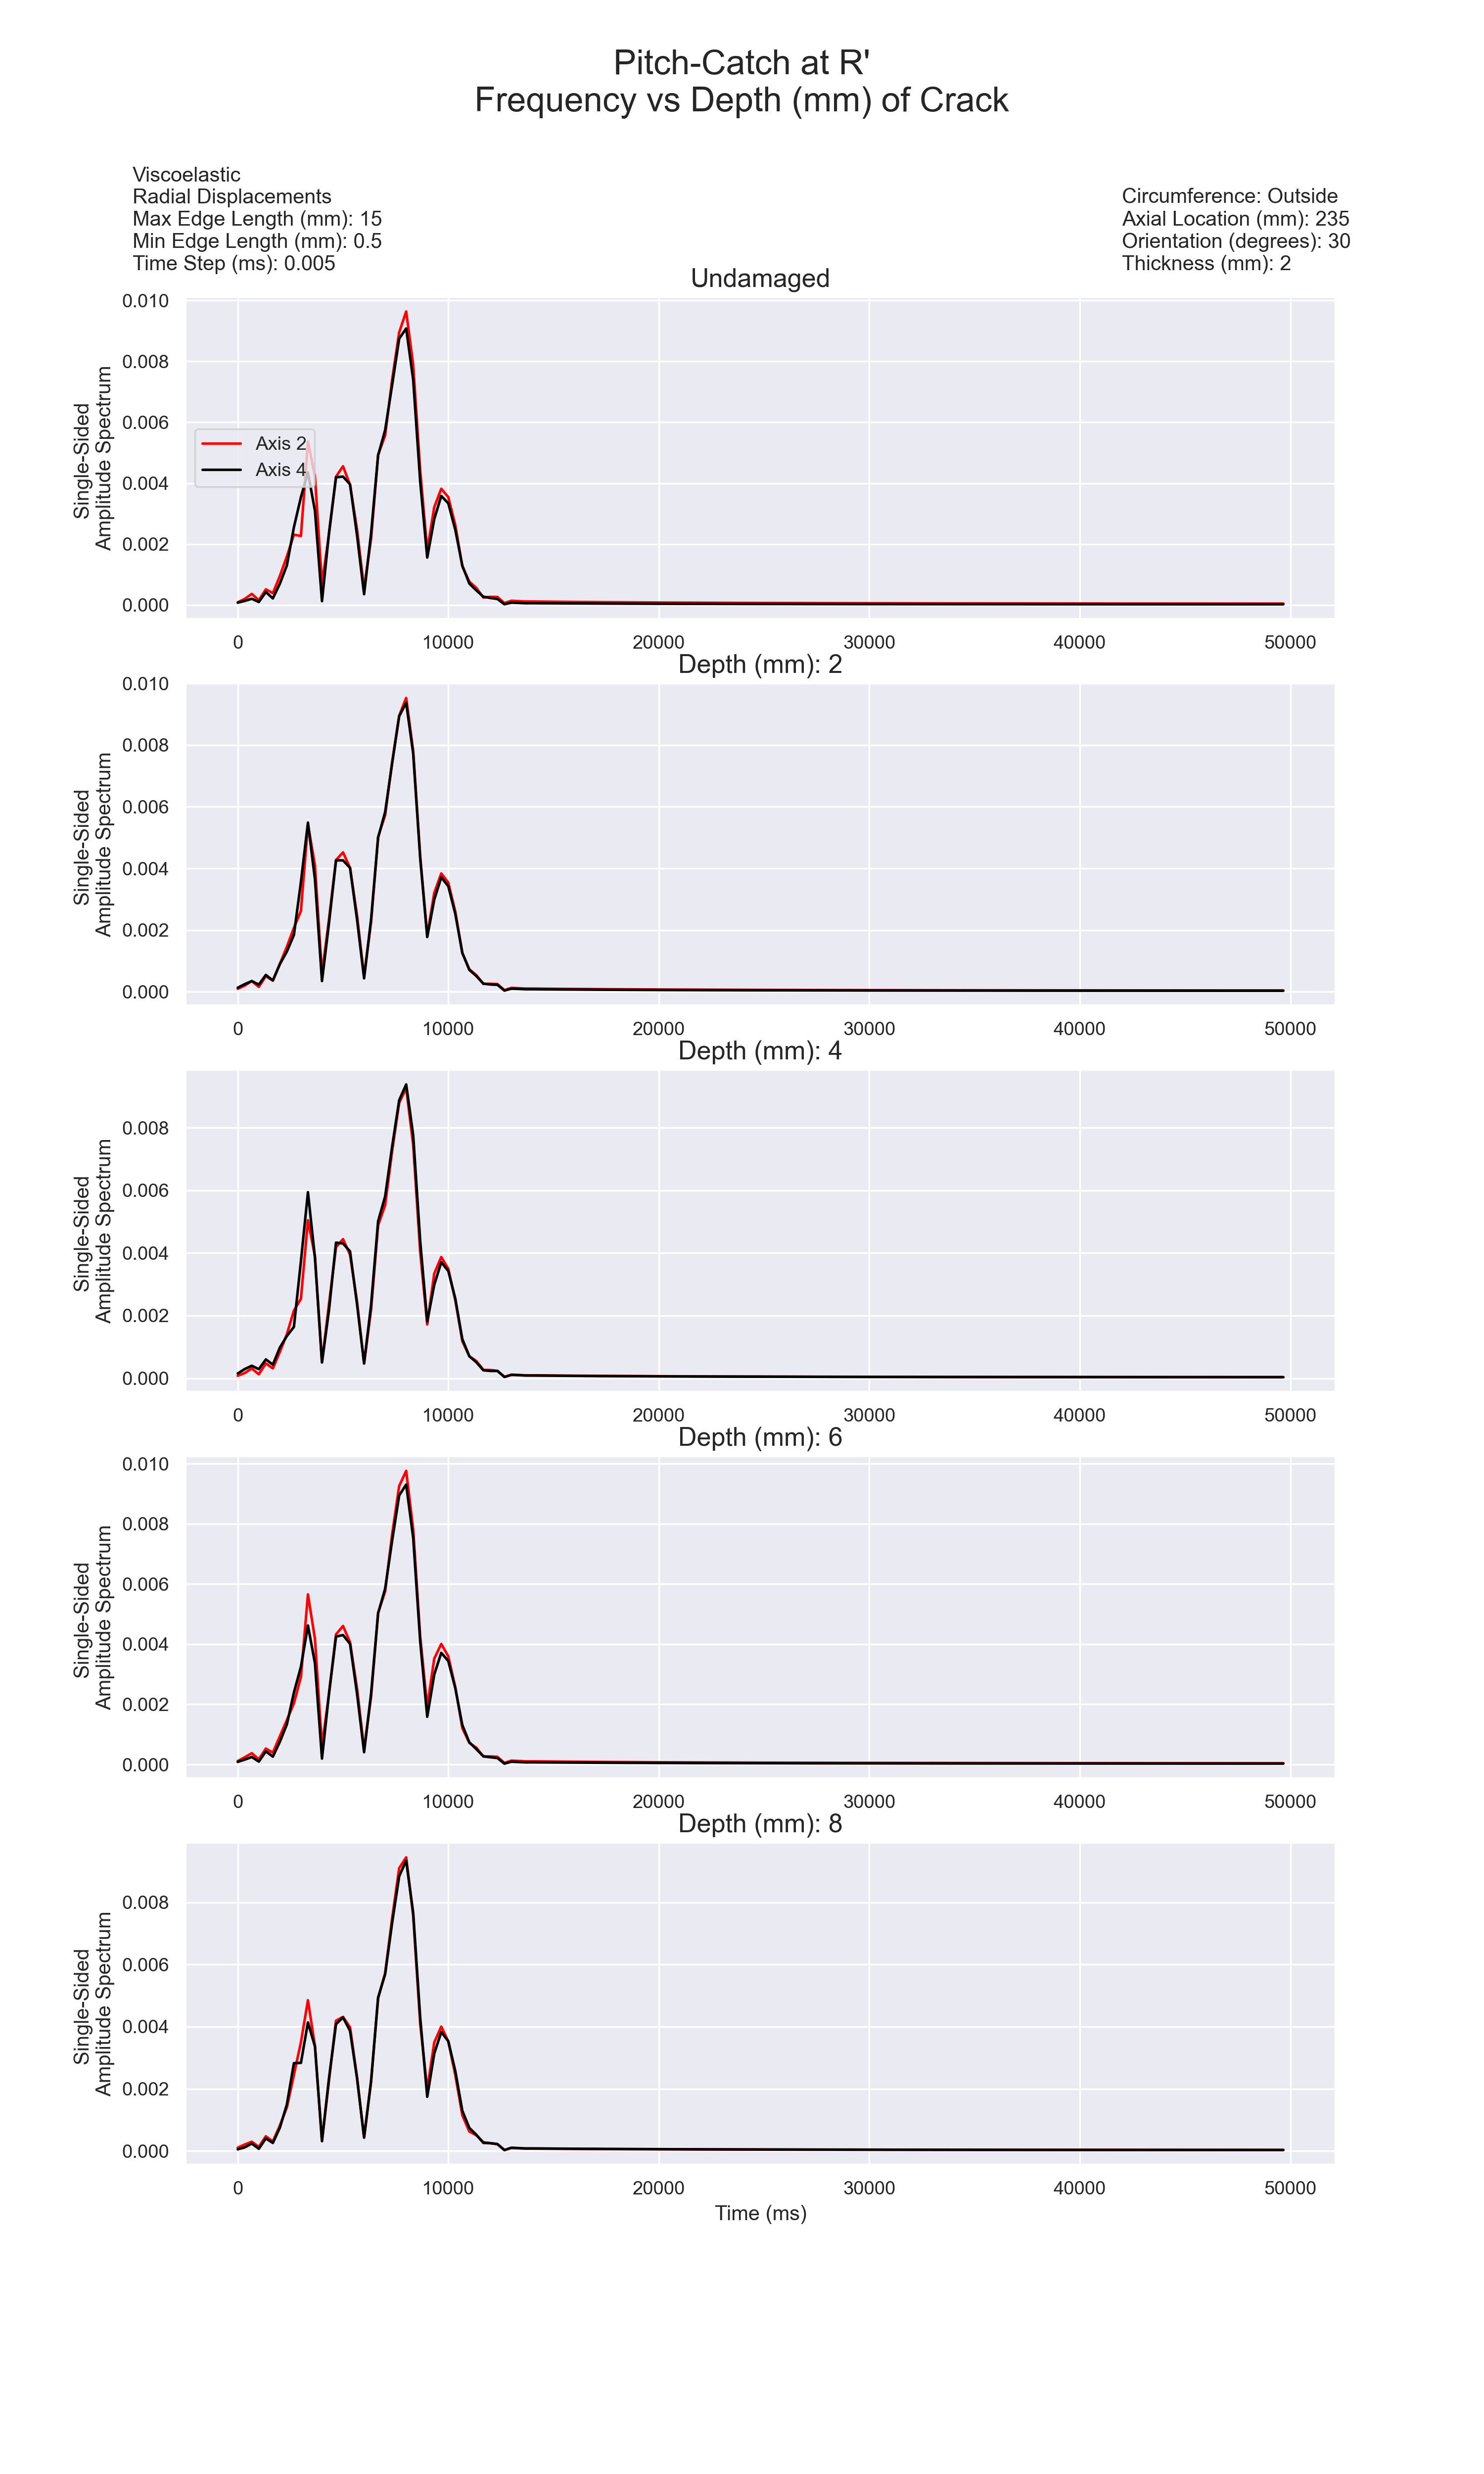 Pitch-Catch at R'
Frequency vs Depth (mm) of Crack
Viscoelastic
Radial Displacements
Max Edge Length (mm): 15
Min Edge Length (mm): 0.5
Time Step (ms): 0.005
Circumference: Outside
Axial Location (mm): 235
Orientation (degrees): 30
Thickness (mm): 2
Undamaged
Single-Sided
Amplitude Spectrum
0.010
0.008
0.006
0.004
0.002
0.000
Axis 2
Axis 4
0 10000 20000 30000 40000 50000
Depth (mm): 2
Single-Sided
Amplitude Spectrum
0.010
0.008
0.006
0.004
0.002
0.000
0 10000 20000 30000 40000 50000
Depth (mm): 4
Single-Sided
Amplitude Spectrum
0.008
0.006
0.004
0.002
0.000
0 10000 20000 30000 40000 50000
Depth (mm): 6
Single-Sided
Amplitude Spectrum
0.010
0.008
0.006
0.004
0.002
0.000
0 10000 20000 30000 40000 50000
Depth (mm): 8
Single-Sided
Amplitude Spectrum
0.008
0.006
0.004
0.002
0.000
0 10000 20000 30000 40000 50000
Time (ms)